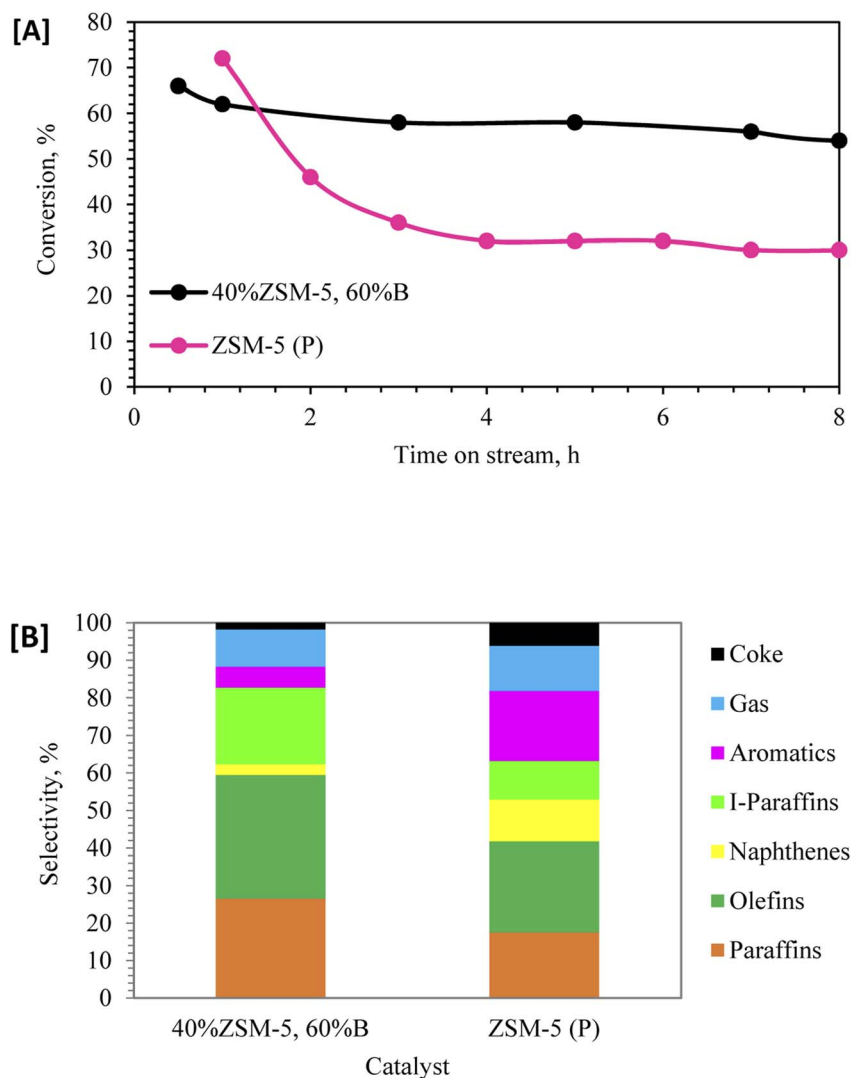 [A]
80
70
60
50
40
30
20
10
0
Conversion, %
40%ZSM-5, 60%B
ZSM-5 (P)
0 2 4 6 8
Time on stream, h
[B]
100
90
80
70
60
50
40
30
20
10
0
Selectivity, %
Coke
Gas
Aromatics
I-Paraffins
Naphthenes
Olefins
Paraffins
40%ZSM-5, 60%B ZSM-5 (P)
Catalyst